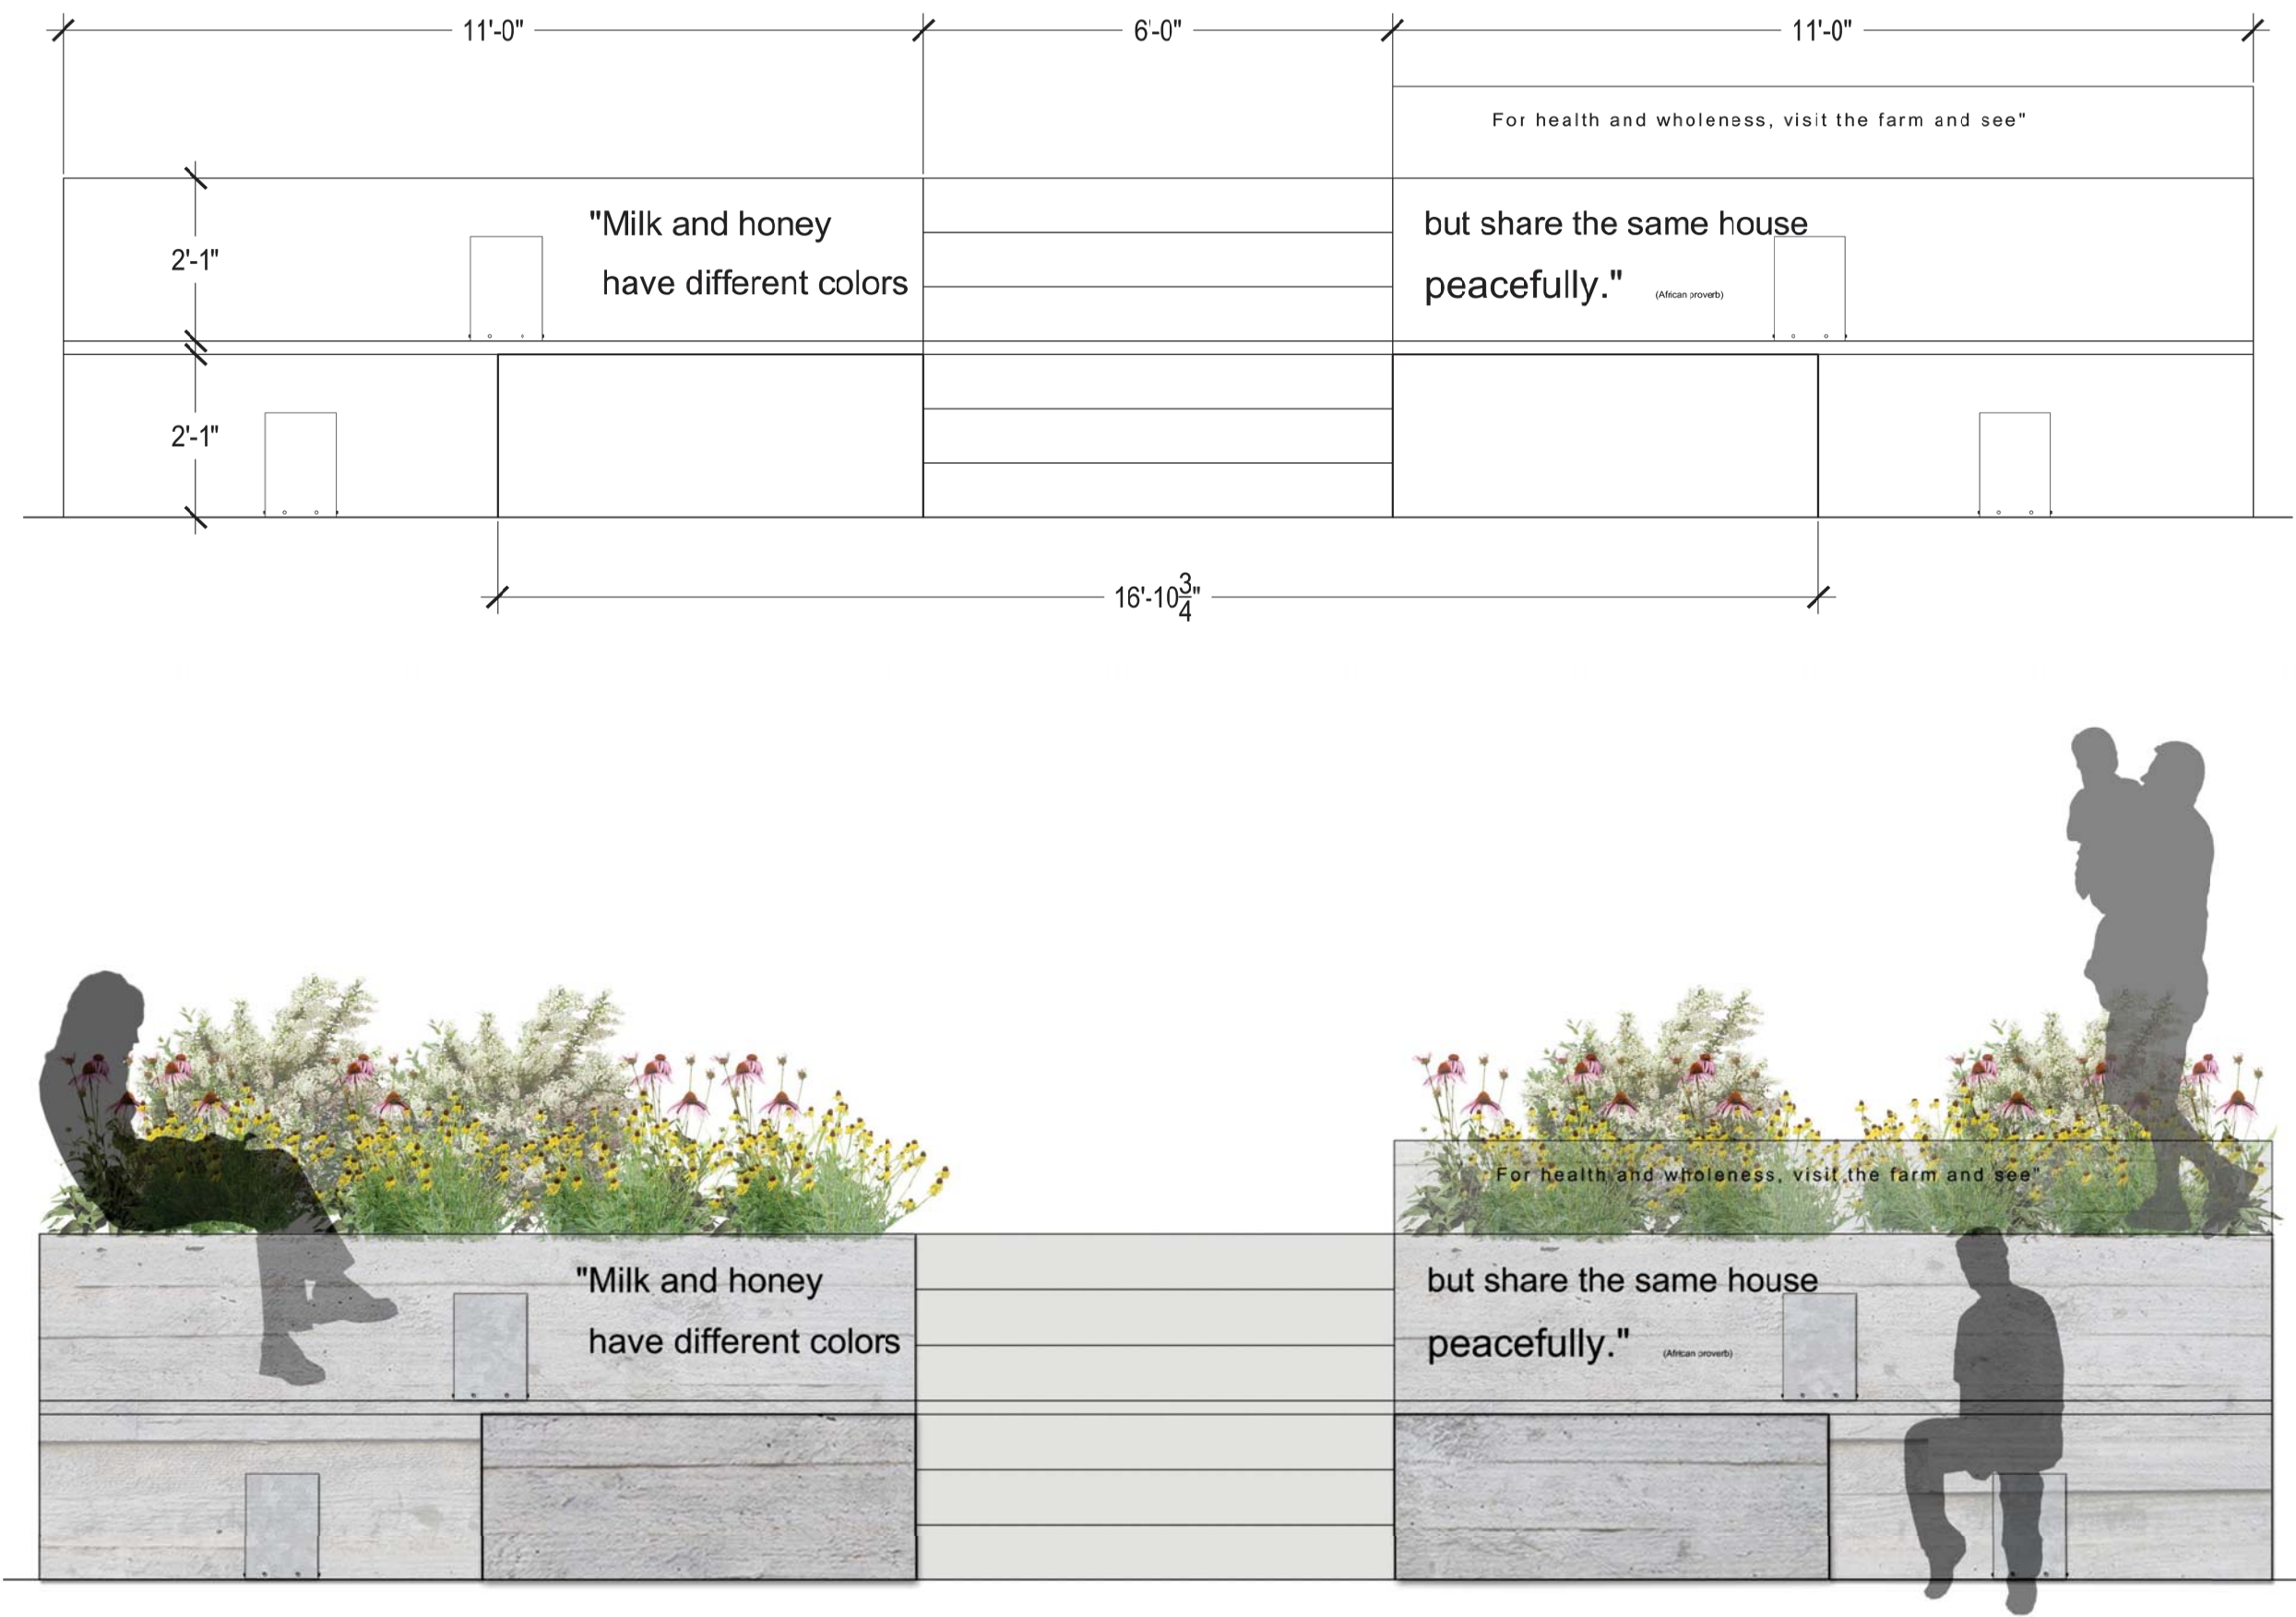 11'-0" 6'-0" 11'-0"
For health and wholeness, visit the farm and see"
"Milk and honey
have different colors
but share the same house
peacefully." (African proverb)
2'-1"
2'-1"
16'-10 3/4"
For health and wholeness, visit the farm and see"
"Milk and honey
have different colors
but share the same house
peacefully." (African proverb)